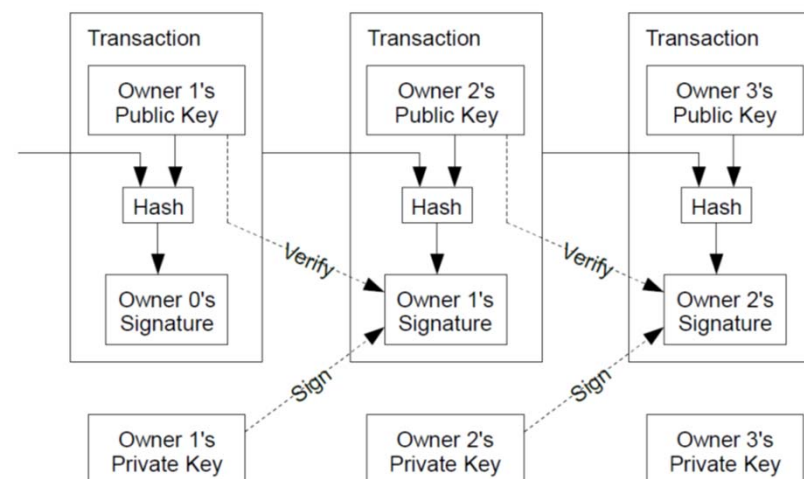 Transaction
Transaction
Transaction
Owner 1's
Public Key
Owner 2's
Public Key
Owner 3's
Public Key
Hash
Hash
Hash
Verify
Verify
Owner 0's
Signature
Owner 1's
Signature
Owner 2's
Signature
Sign
Sign
Owner 1's
Private Key
Owner 2's
Private Key
Owner 3's
Private Key